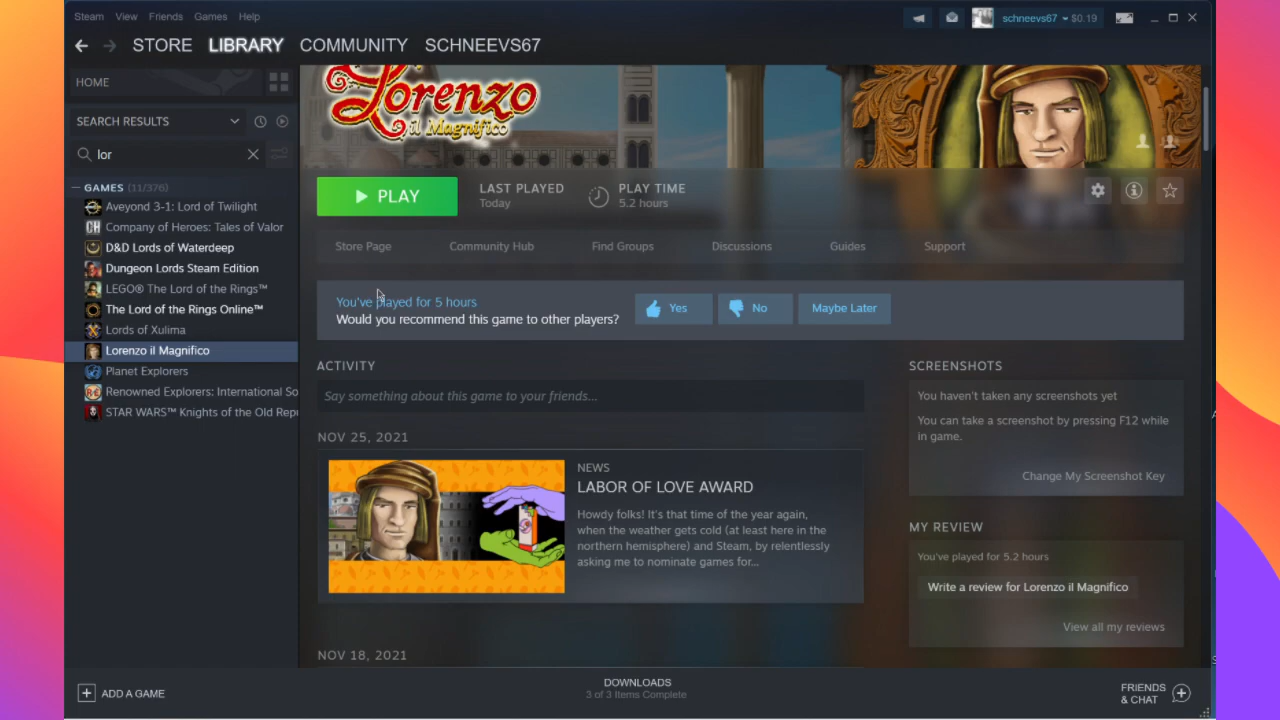 Steam View Friends Games Help
schneevs67 $0.19
STORE LIBRARY COMMUNITY SCHNEEVS67
HOME
SEARCH RESULTS
lor
GAMES (11/376)
Aveyond 3-1: Lord of Twilight
Company of Heroes: Tales of Valor
D&D Lords of Waterdeep
Dungeon Lords Steam Edition
LEGO® The Lord of the Rings™
The Lord of the Rings Online™
Lords of Xulima
Lorenzo il Magnifico
Planet Explorers
Renowned Explorers: International So
STAR WARS™ Knights of the Old Repu
Lorenzo
il Magnifico
PLAY
LAST PLAYED
Today
PLAY TIME
5.2 hours
Store Page Community Hub Find Groups Discussions Guides Support
You've played for 5 hours
Would you recommend this game to other players?
Yes No Maybe Later
ACTIVITY
Say something about this game to your friends...
NOV 25, 2021
NEWS
LABOR OF LOVE AWARD
Howdy folks! It's that time of the year again,
when the weather gets cold (at least here in the
northern hemisphere) and Steam, by relentlessly
asking me to nominate games for...
NOV 18, 2021
SCREENSHOTS
You haven't taken any screenshots yet
You can take a screenshot by pressing F12 while
in game.
Change My Screenshot Key
MY REVIEW
You've played for 5.2 hours
Write a review for Lorenzo il Magnifico
View all my reviews
ADD A GAME
DOWNLOADS
3 of 3 Items Complete
FRIENDS
& CHAT